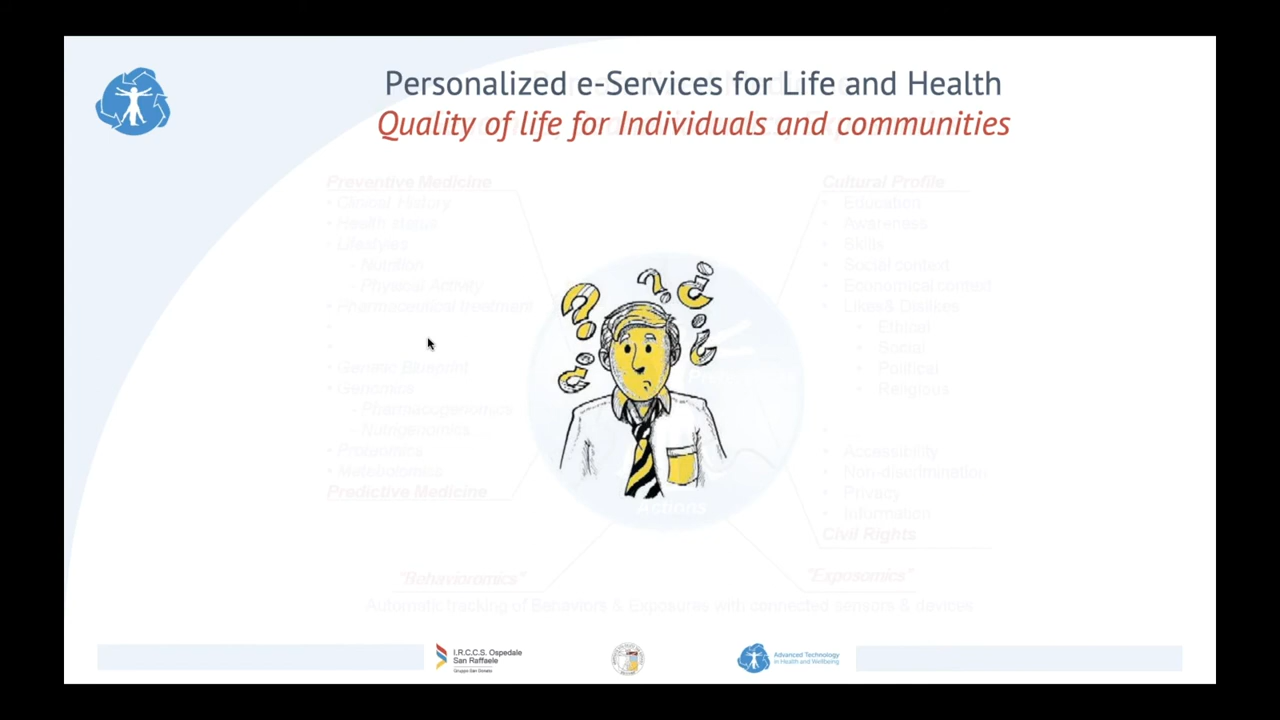 Personalized e-Services for Life and Health
Quality of life for Individuals and communities
Preventive Medicine
• Clinical History
• Health status
• Lifestyles
- Nutrition
- Physical Activity
• Pharmaceutical treatment
•
•
• Genetic Blueprint
• Genomics
- Pharmacogenomics
- Nutrigenomics
• Proteomics
• Metabolomics
Predictive Medicine
Cultural Profile
• Education
• Awareness
• Skills
• Social context
• Economical context
• Likes & Dislikes
• Ethical
• Social
• Political
• Religious
• Accessibility
• Non-discrimination
• Privacy
• Information
Civil Rights
Actions
"Behavioromics"
"Exposomics"
Automatic tracking of Behaviors & Exposures with connected sensors & devices
I.R.C.C.S. Ospedale
San Raffaele
Gruppo San Donato
Advanced Technology
in Health and Wellbeing